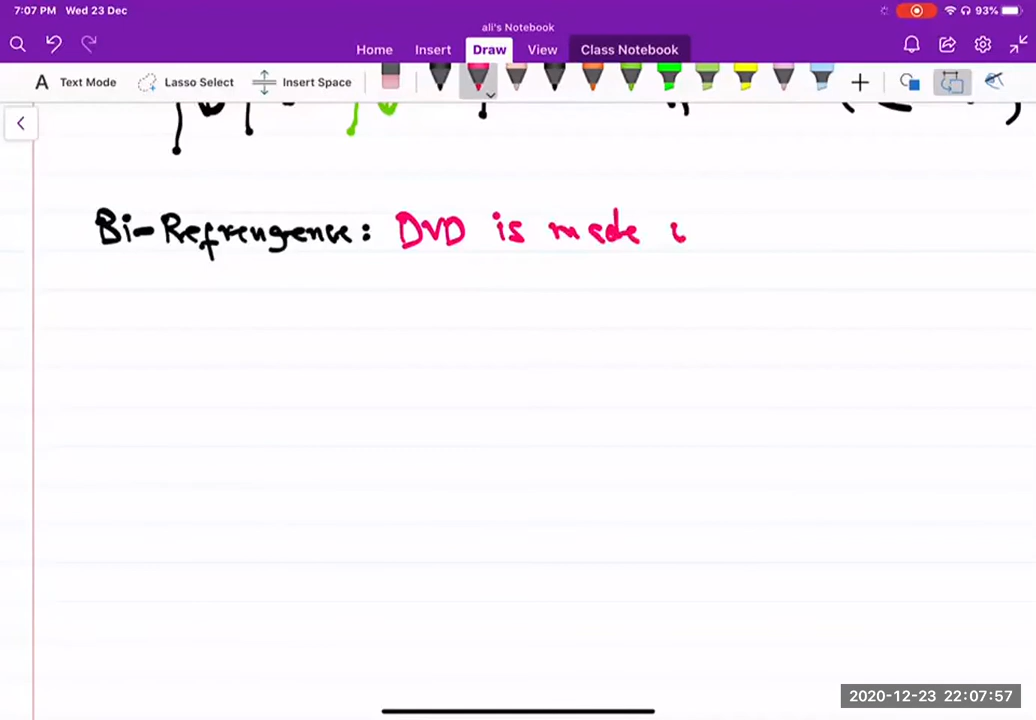 7:07 PM Wed 23 Dec
93%
ali's Notebook
Home Insert Draw View Class Notebook
A Text Mode Lasso Select Insert Space
Bi-Refrengence: DVD is made
2020-12-23 22:07:57